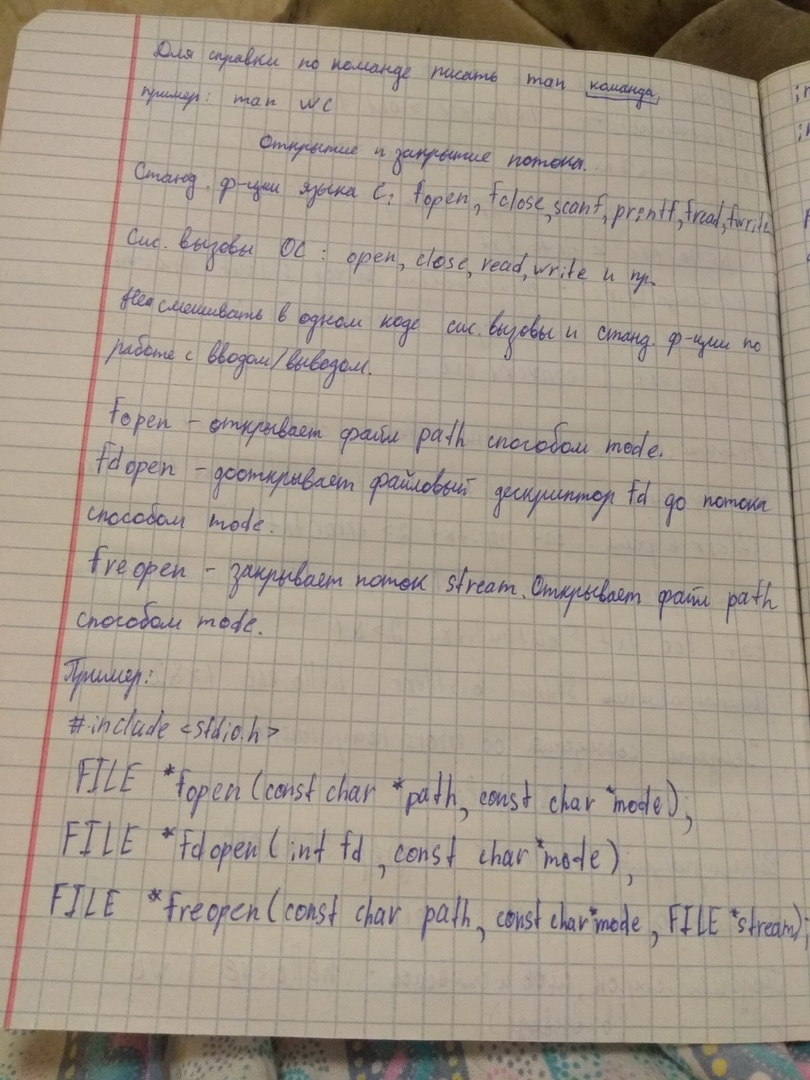 Для справки по команде писать man команда,
пример: man wc
Открытие и закрытие потока.
Станд. ф-ции языка C: fopen, fclose, scanf, printf, fread, fwrite
Сис. вызовы ОС: open, close, read, write и пр.
Не смешивать в одном коде сис. вызовы и станд. ф-ции по
работе с вводом/выводом.
fopen - открывает файл path способом mode.
fdopen - дооткрывает файловый дескриптор fd до потока
способом mode.
freopen - закрывает поток stream. Открывает файл path
способом mode.
Пример:
#include <stdio.h>
FILE *fopen(const char *path, const char *mode);
FILE *fdopen(int fd, const char *mode);
FILE *freopen(const char path, const char *mode, FILE *stream);